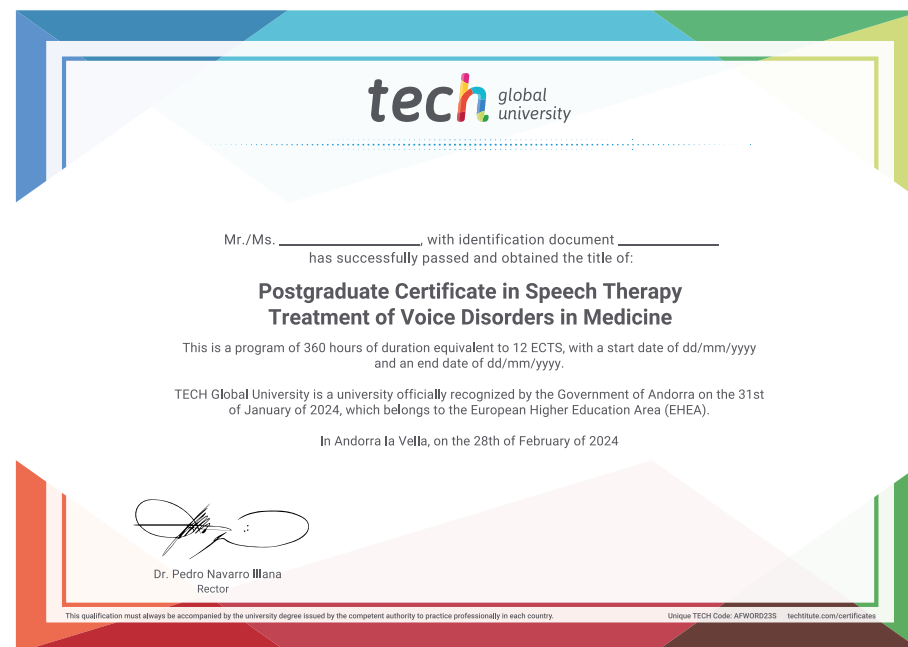 tech global
university
Mr./Ms. ____________________, with identification document ______________
has successfully passed and obtained the title of:
Postgraduate Certificate in Speech Therapy
Treatment of Voice Disorders in Medicine
This is a program of 360 hours of duration equivalent to 12 ECTS, with a start date of dd/mm/yyyy
and an end date of dd/mm/yyyy.
TECH Global University is a university officially recognized by the Government of Andorra on the 31st
of January of 2024, which belongs to the European Higher Education Area (EHEA).
In Andorra la Vella, on the 28th of February of 2024
Dr. Pedro Navarro Illana
Rector
This qualification must always be accompanied by the university degree issued by the competent authority to practice professionally in each country.
Unique TECH Code: AFWORD23S techtitute.com/certificates